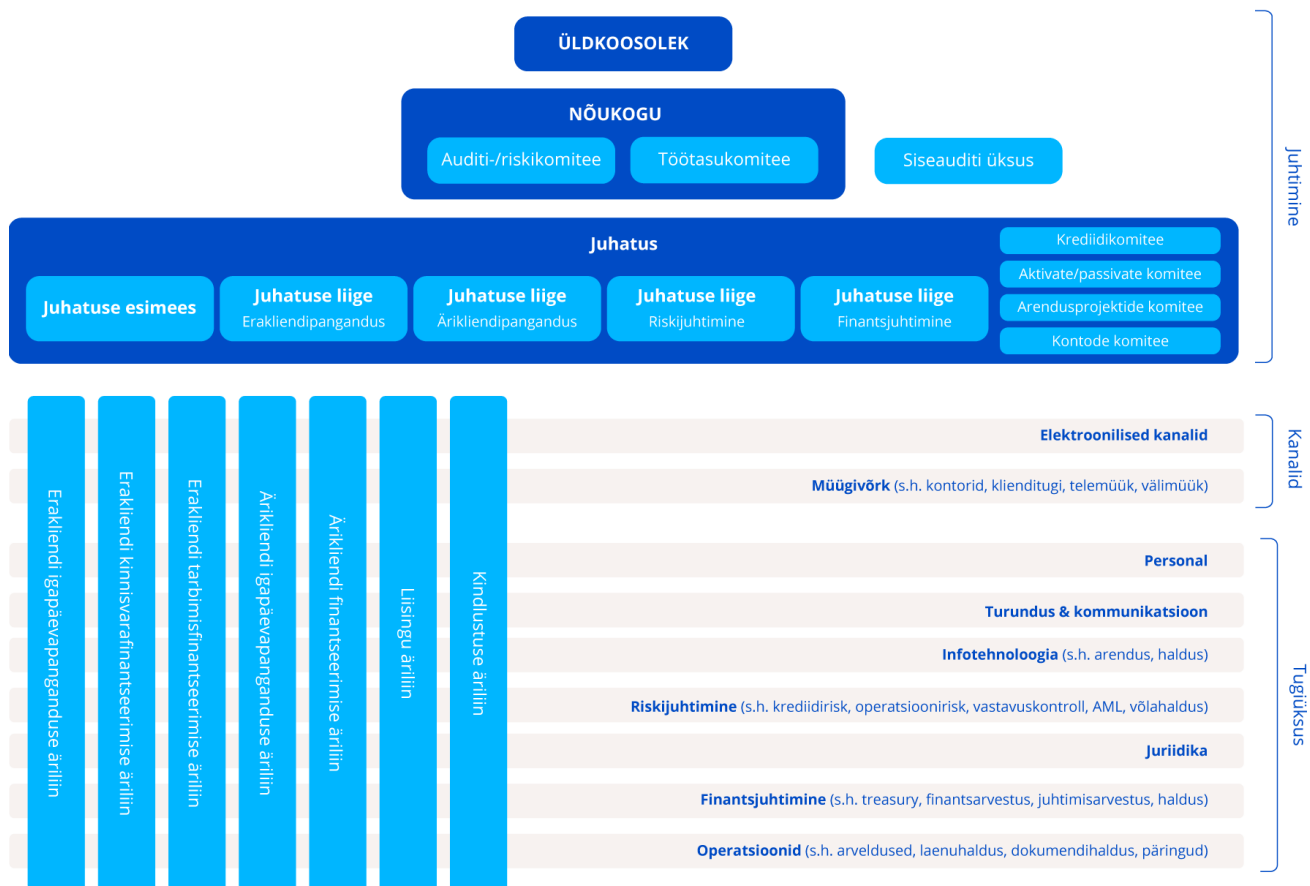 ÜLDKOOSOLEK
NÕUKOGU
Auditi-/riskikomitee
Töötasukomitee
Siseauditi üksus
Juhtimine
Juhatus
Juhatuse esimees
Juhatuse liige
Erakliendipangandus
Juhatuse liige
Ärikliendipangandus
Juhatuse liige
Riskijuhtimine
Juhatuse liige
Finantsjuhtimine
Krediidikomitee
Aktivate/passivate komitee
Arendusprojektide komitee
Kontode komitee
Erakliendi igapäevapanganduse äriliin
Erakliendi kinnisvarafinantseerimise äriliin
Erakliendi tarbimisfinantseerimise äriliin
Ärikliendi igapäevapanganduse äriliin
Ärikliendi finantseerimise äriliin
Liisingu äriliin
Kindlustuse äriliin
Elektroonilised kanalid
Müügivõrk (s.h. kontorid, klienditugi, telemüük, välimüük)
Kanalid
Personal
Turundus & kommunikatsioon
Infotehnoloogia (s.h. arendus, haldus)
Riskijuhtimine (s.h. krediidirisk, operatsioonirisk, vastavuskontroll, AML, võlahaldus)
Juriidika
Finantsjuhtimine (s.h. treasury, finantsarvestus, juhtimisarvestus, haldus)
Operatsioonid (s.h. arveldused, laenuhaldus, dokumendihaldus, päringud)
Tugiüksus